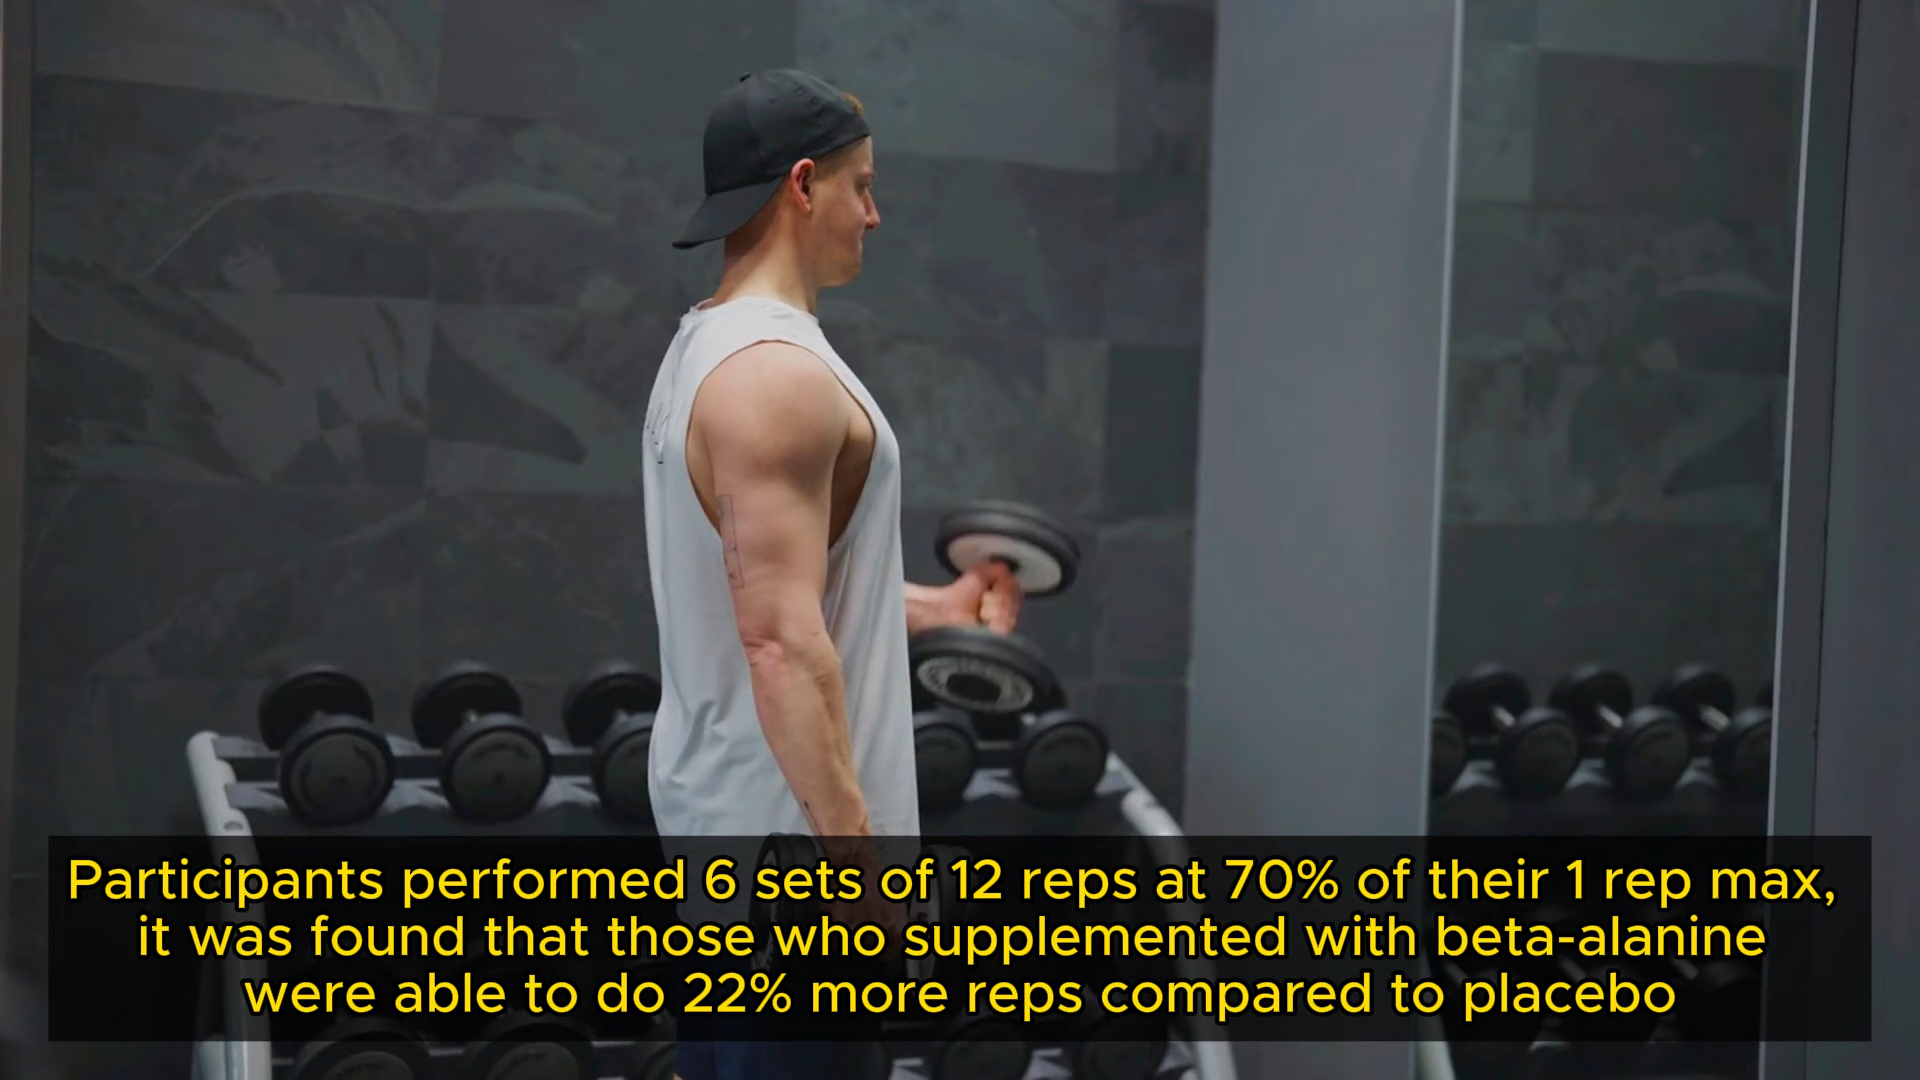 Participants performed 6 sets of 12 reps at 70% of their 1 rep max,
it was found that those who supplemented with beta-alanine
were able to do 22% more reps compared to placebo